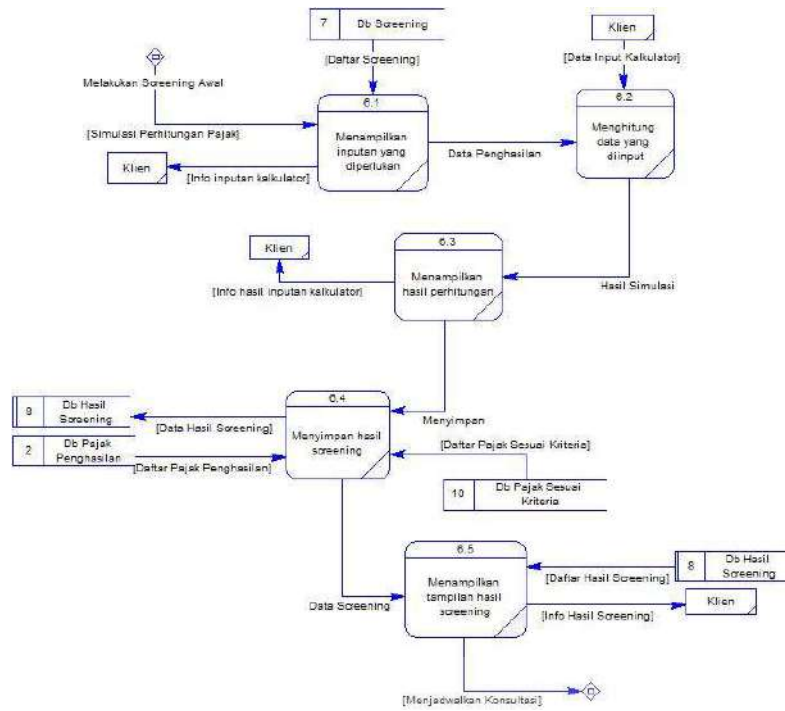 7
Db Screening
Klien
[Daftar Screening]
[Data Input Kalkulator]
Melakukan Screening Awal
6.1
Menampilkan
inputan yang
diperlukan
6.2
Menghitung
data yang
diinput
[Simulasi Perhitungan Pajak]
Klien
[Info inputan kalkulator]
Data Penghasilan
Klien
6.3
Menampilkan
hasil perhitungan
[Info hasil inputan kalkulator]
Hasil Simulasi
8
Db Hasil
Screening
[Data Hasil Screening]
6.4
Menyimpan hasil
screening
Menyimpan
2
Db Pajak
Penghasilan
[Daftar Pajak Penghasilan]
[Daftar Pajak Sesuai Kriteria]
10
Db Pajak Sesuai
Kriteria
6.5
Menampilkan
tampilan hasil
screening
Data Screening
[Daftar Hasil Screening]
8
Db Hasil
Screening
Klien
[Info Hasil Screening]
[Menjadwalkan Konsultasi]